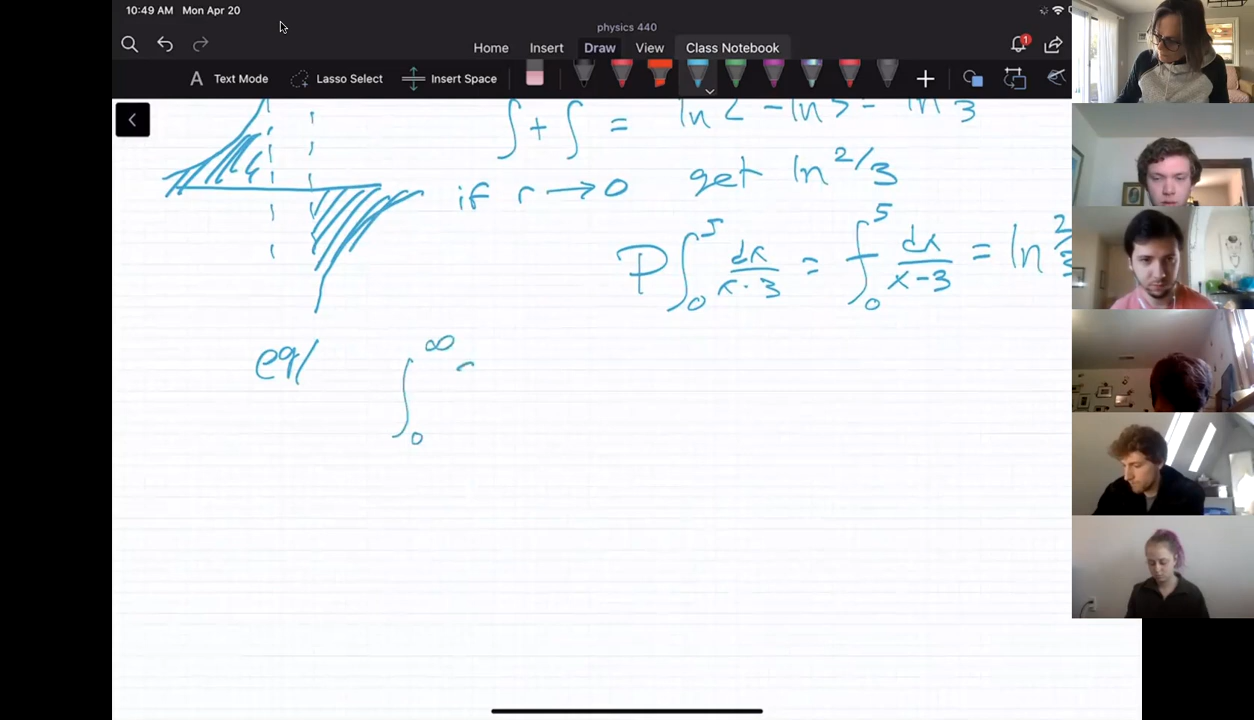 10:49 AM Mon Apr 20
physics 440
Home Insert Draw View Class Notebook
1
A Text Mode Lasso Select Insert Space
∫ + ∫ = ln 2 - ln 3 = ln
if r → 0 get ln 2/3
P ∫₀⁵ dx/x-3 = ⨍₀⁵ dx/x-3 = ln 2/3
eg/ ∫₀^∞